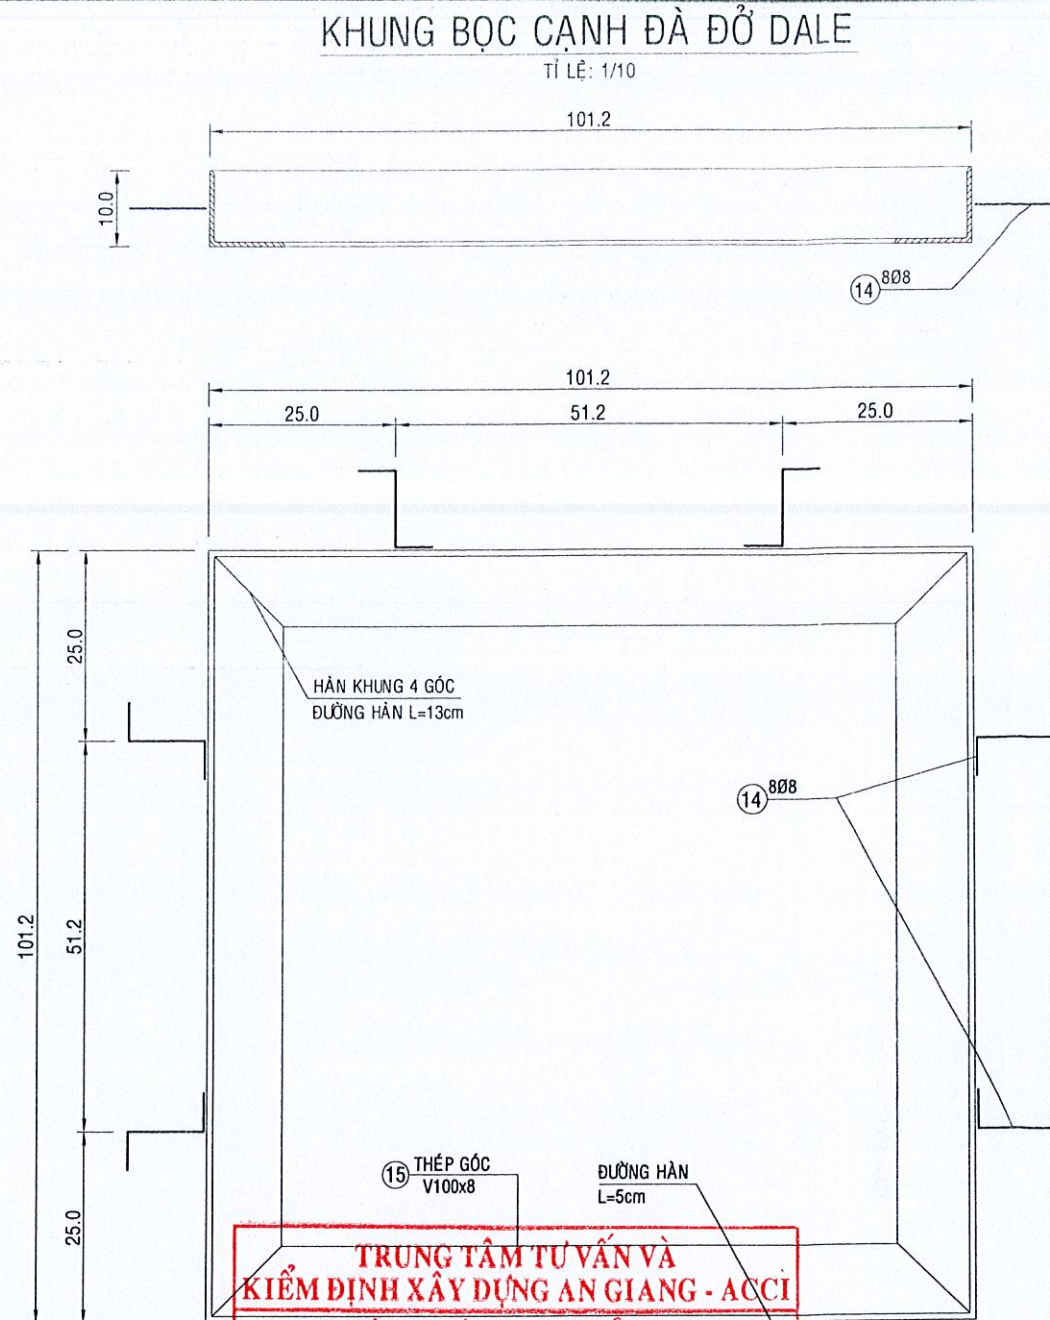 KHUNG BỌC CẠNH ĐÀ ĐỞ DALE
TỈ LỆ: 1/10
101.2
10.0
14 8Ø8
101.2
25.0 51.2 25.0
25.0
HÀN KHUNG 4 GÓC
ĐƯỜNG HÀN L=13cm
14 8Ø8
101.2
51.2
15 THÉP GÓC
V100x8
ĐƯỜNG HÀN
L=5cm
25.0
TRUNG TÂM TƯ VẤN VÀ
KIỂM ĐỊNH XÂY DỰNG AN GIANG - ACCI